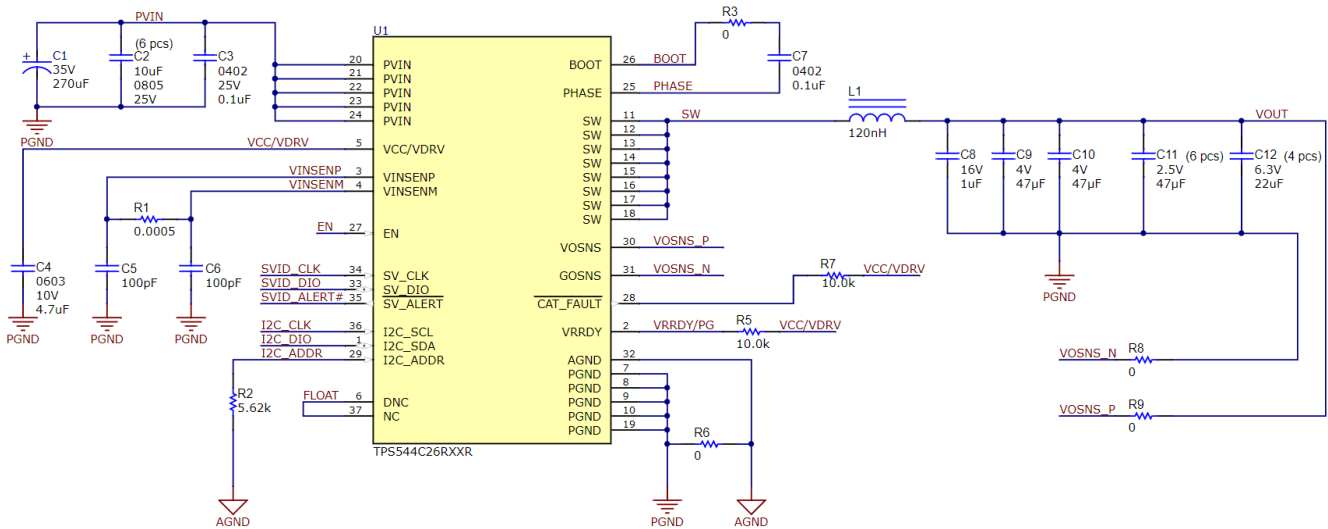 PVIN
C1
35V
270uF
(6 pcs)
C2
10uF
0805
25V
C3
0402
25V
0.1uF
PGND
VCC/VDRV
VINSENP
VINSENM
R1
0.0005
C4
0603
10V
4.7uF
C5
100pF
C6
100pF
PGND
PGND
PGND
EN
SVID_CLK
SVID_DIO
SVID_ALERT#
I2C_CLK
I2C_DIO
I2C_ADDR
R2
5.62k
FLOAT
AGND
U1
20 PVIN
21 PVIN
22 PVIN
23 PVIN
24 PVIN
5 VCC/VDRV
3 VINSENP
4 VINSENM
27 EN
34 SV_CLK
33 SV_DIO
35 SV_ALERT
36 I2C_SCL
1 I2C_SDA
29 I2C_ADDR
6 DNC
37 NC
BOOT 26 BOOT
PHASE 25 PHASE
SW 11 SW
SW 12
SW 13
SW 14
SW 15
SW 16
SW 17
SW 18
VOSNS 30 VOSNS_P
GOSNS 31 VOSNS_N
CAT_FAULT 28
VRRDY 2 VRRDY/PG
AGND 32
PGND 7
PGND 8
PGND 9
PGND 10
PGND 19
TPS544C26RXXR
R3
0
C7
0402
0.1uF
L1
120nH
R7
10.0k
VCC/VDRV
R5
10.0k
VCC/VDRV
R6
0
PGND
AGND
VOUT
C8
16V
1uF
C9
4V
47µF
C10
4V
47µF
C11 (6 pcs)
2.5V
47µF
C12 (4 pcs)
6.3V
22uF
PGND
VOSNS_N
R8
0
VOSNS_P
R9
0